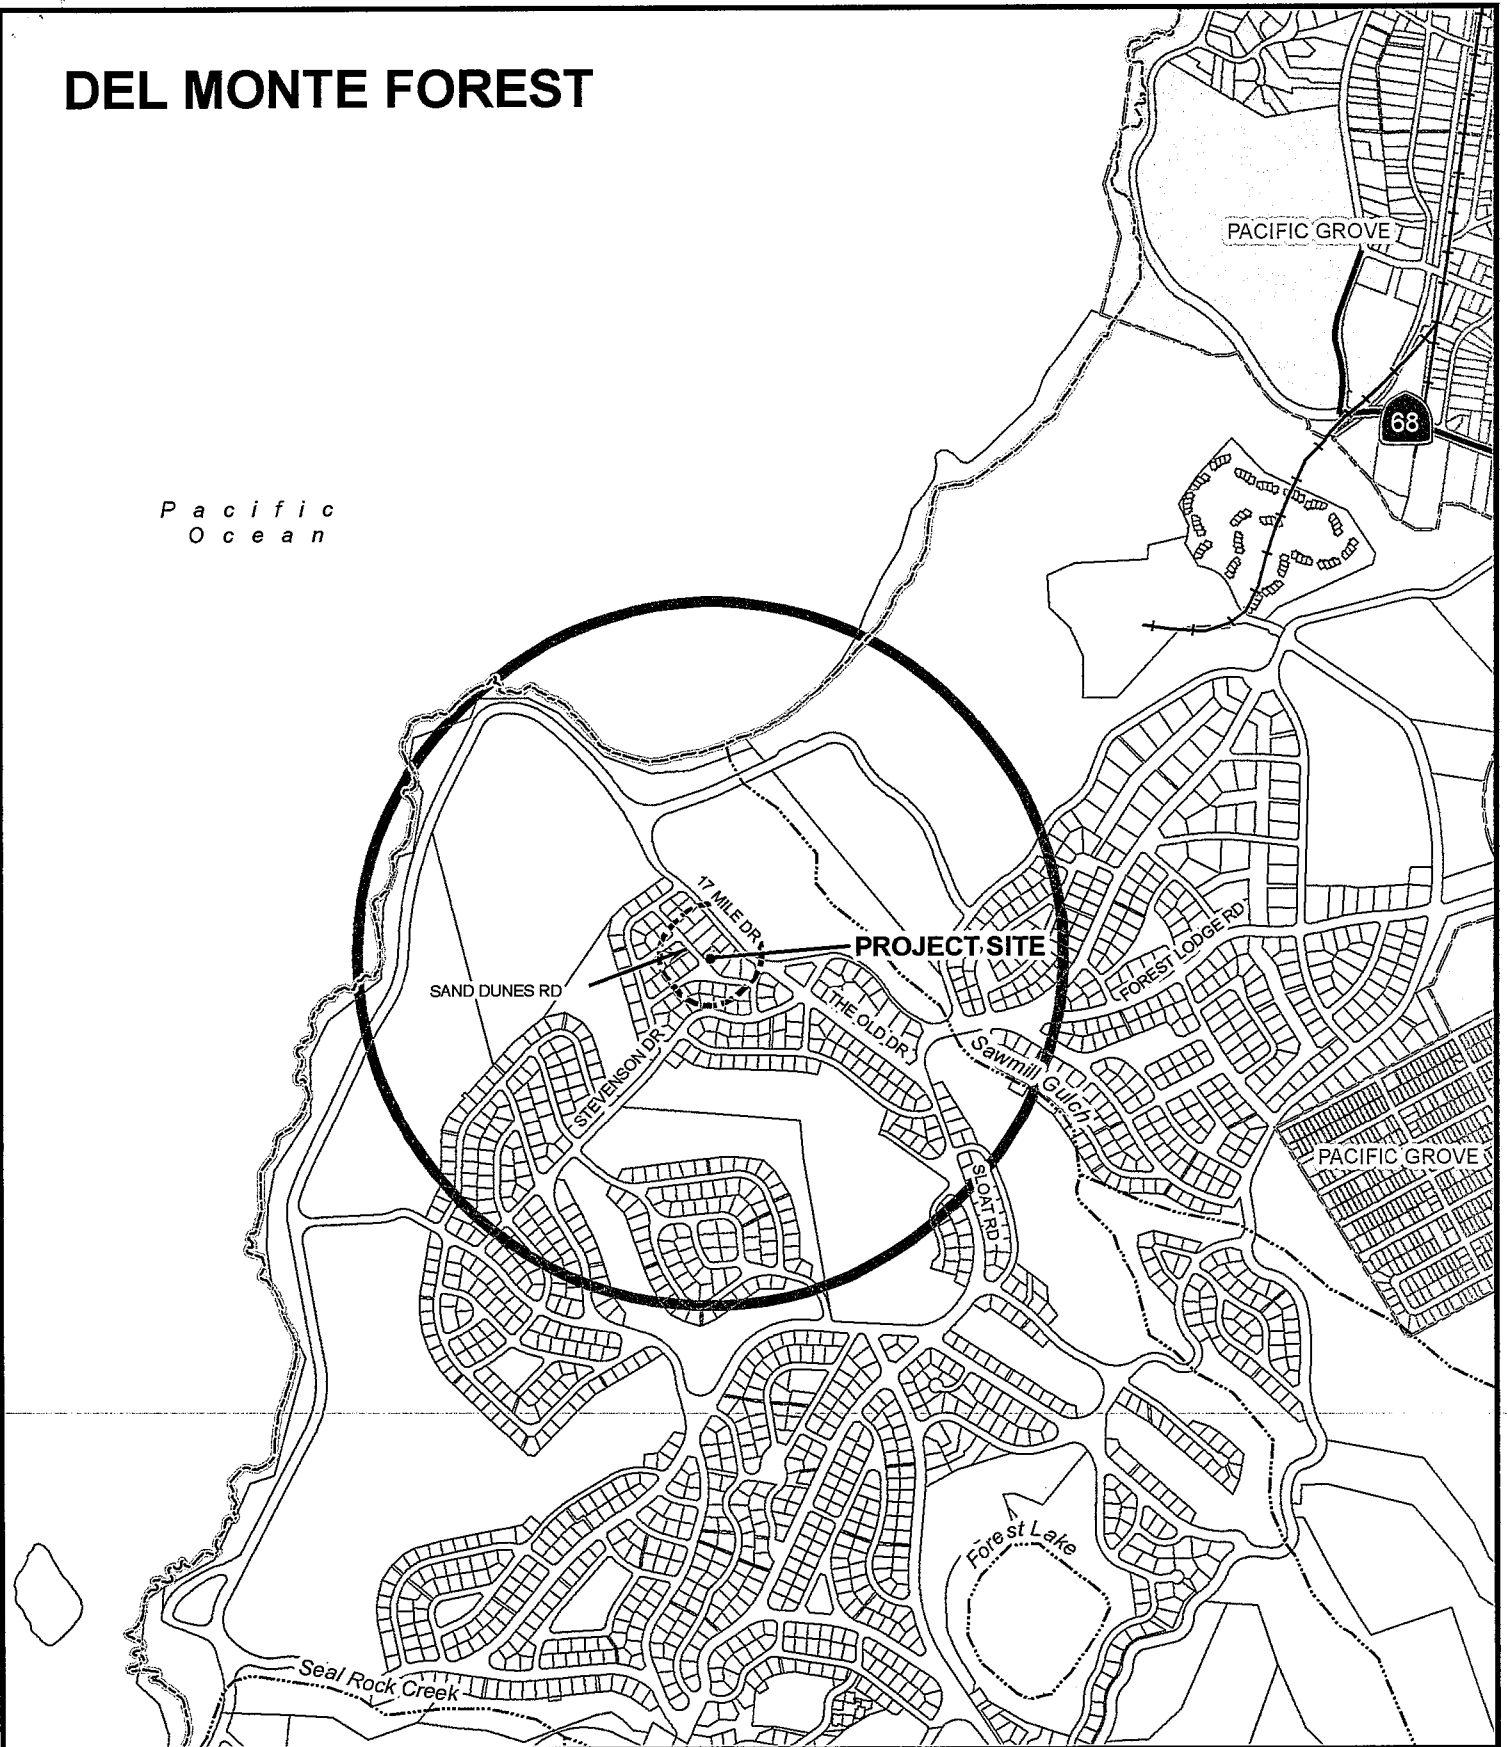 DEL MONTE FOREST
PACIFIC GROVE
68
Pacific
Ocean
17 MILE DR
PROJECT SITE
FOREST LODGE RD
SAND DUNES RD
THE OLD DR
STEVENSON DR
Sawmill Gulch
PACIFIC GROVE
SLOAT RD
Forest Lake
Seal Rock Creek